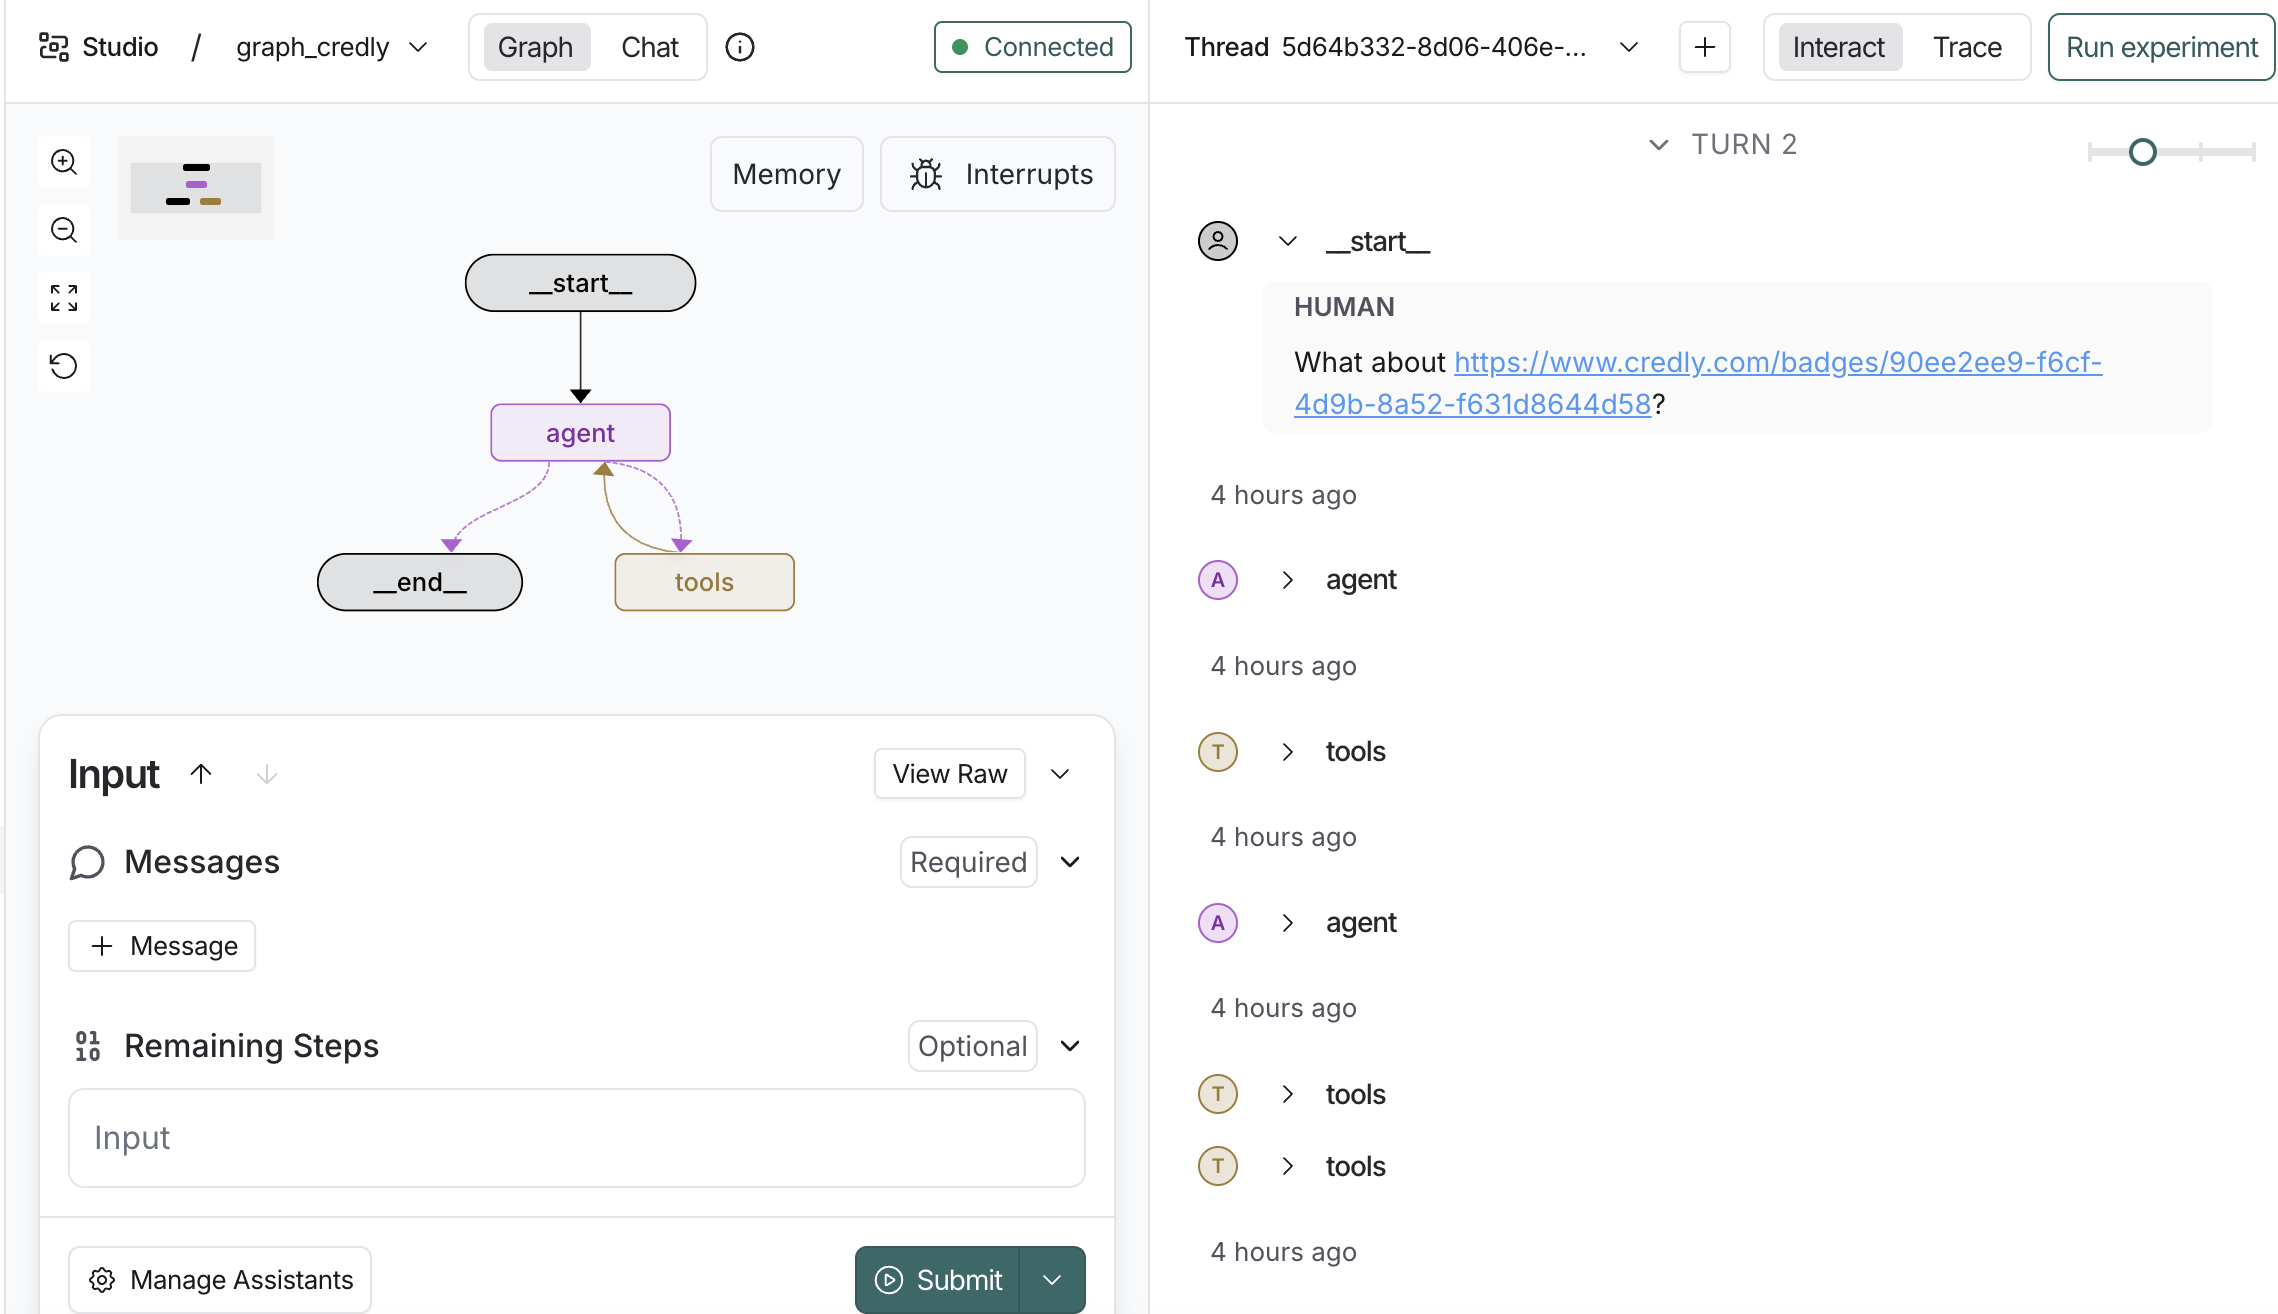 Studio / graph_credly
Graph Chat
Connected
Thread 5d64b332-8d06-406e-...
Interact Trace
Run experiment
Memory
Interrupts
__start__
agent
__end__
tools
Input
View Raw
Messages
Required
+ Message
0110
Remaining Steps
Optional
Input
Manage Assistants
Submit
TURN 2
__start__
HUMAN
What about https://www.credly.com/badges/90ee2ee9-f6cf-
4d9b-8a52-f631d8644d58?
4 hours ago
A agent
4 hours ago
T tools
4 hours ago
A agent
4 hours ago
T tools
T tools
4 hours ago